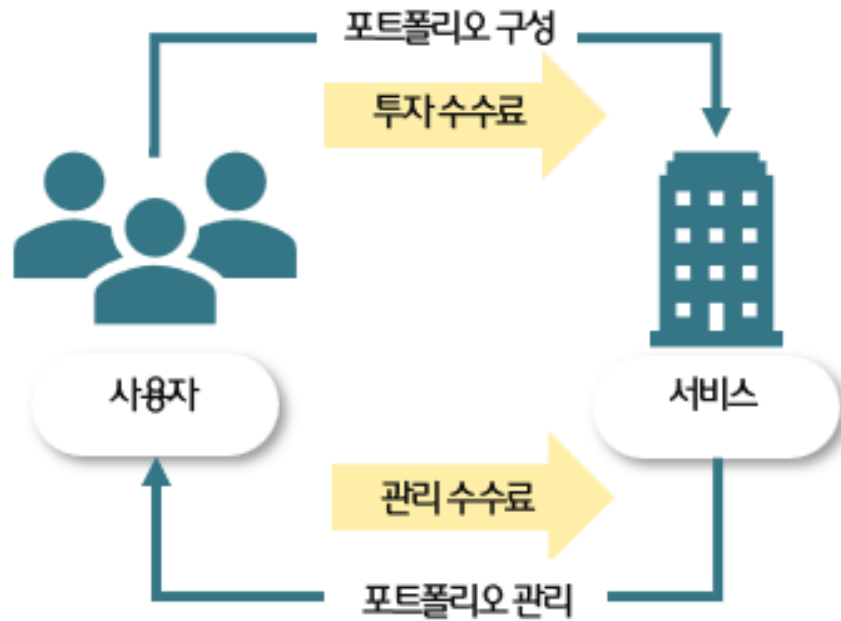 포트폴리오 구성
투자 수수료
사용자
서비스
관리 수수료
포트폴리오 관리